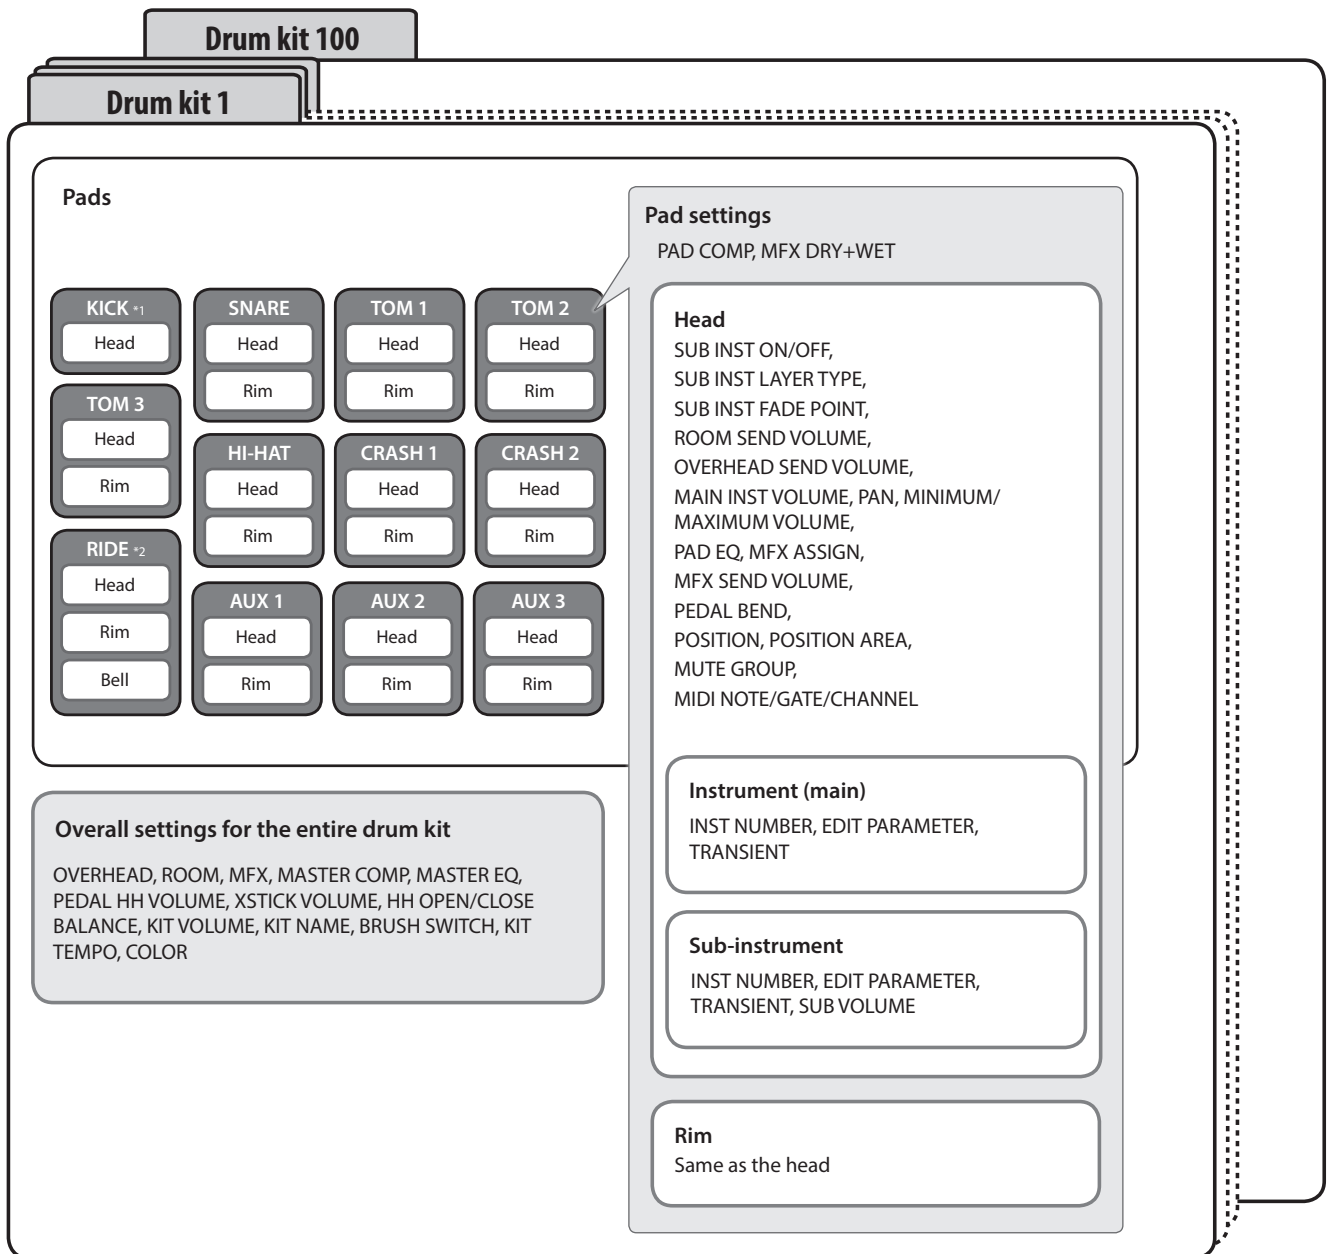 Drum kit 100
Drum kit 1
Pads
KICK *1
Head
SNARE
Head
Rim
TOM 1
Head
Rim
TOM 2
Head
Rim
TOM 3
Head
Rim
HI-HAT
Head
Rim
CRASH 1
Head
Rim
CRASH 2
Head
Rim
RIDE *2
Head
Rim
Bell
AUX 1
Head
Rim
AUX 2
Head
Rim
AUX 3
Head
Rim
Pad settings
PAD COMP, MFX DRY+WET
Head
SUB INST ON/OFF,
SUB INST LAYER TYPE,
SUB INST FADE POINT,
ROOM SEND VOLUME,
OVERHEAD SEND VOLUME,
MAIN INST VOLUME, PAN, MINIMUM/
MAXIMUM VOLUME,
PAD EQ, MFX ASSIGN,
MFX SEND VOLUME,
PEDAL BEND,
POSITION, POSITION AREA,
MUTE GROUP,
MIDI NOTE/GATE/CHANNEL
Instrument (main)
INST NUMBER, EDIT PARAMETER,
TRANSIENT
Sub-instrument
INST NUMBER, EDIT PARAMETER,
TRANSIENT, SUB VOLUME
Rim
Same as the head
Overall settings for the entire drum kit
OVERHEAD, ROOM, MFX, MASTER COMP, MASTER EQ,
PEDAL HH VOLUME, XSTICK VOLUME, HH OPEN/CLOSE
BALANCE, KIT VOLUME, KIT NAME, BRUSH SWITCH, KIT
TEMPO, COLOR